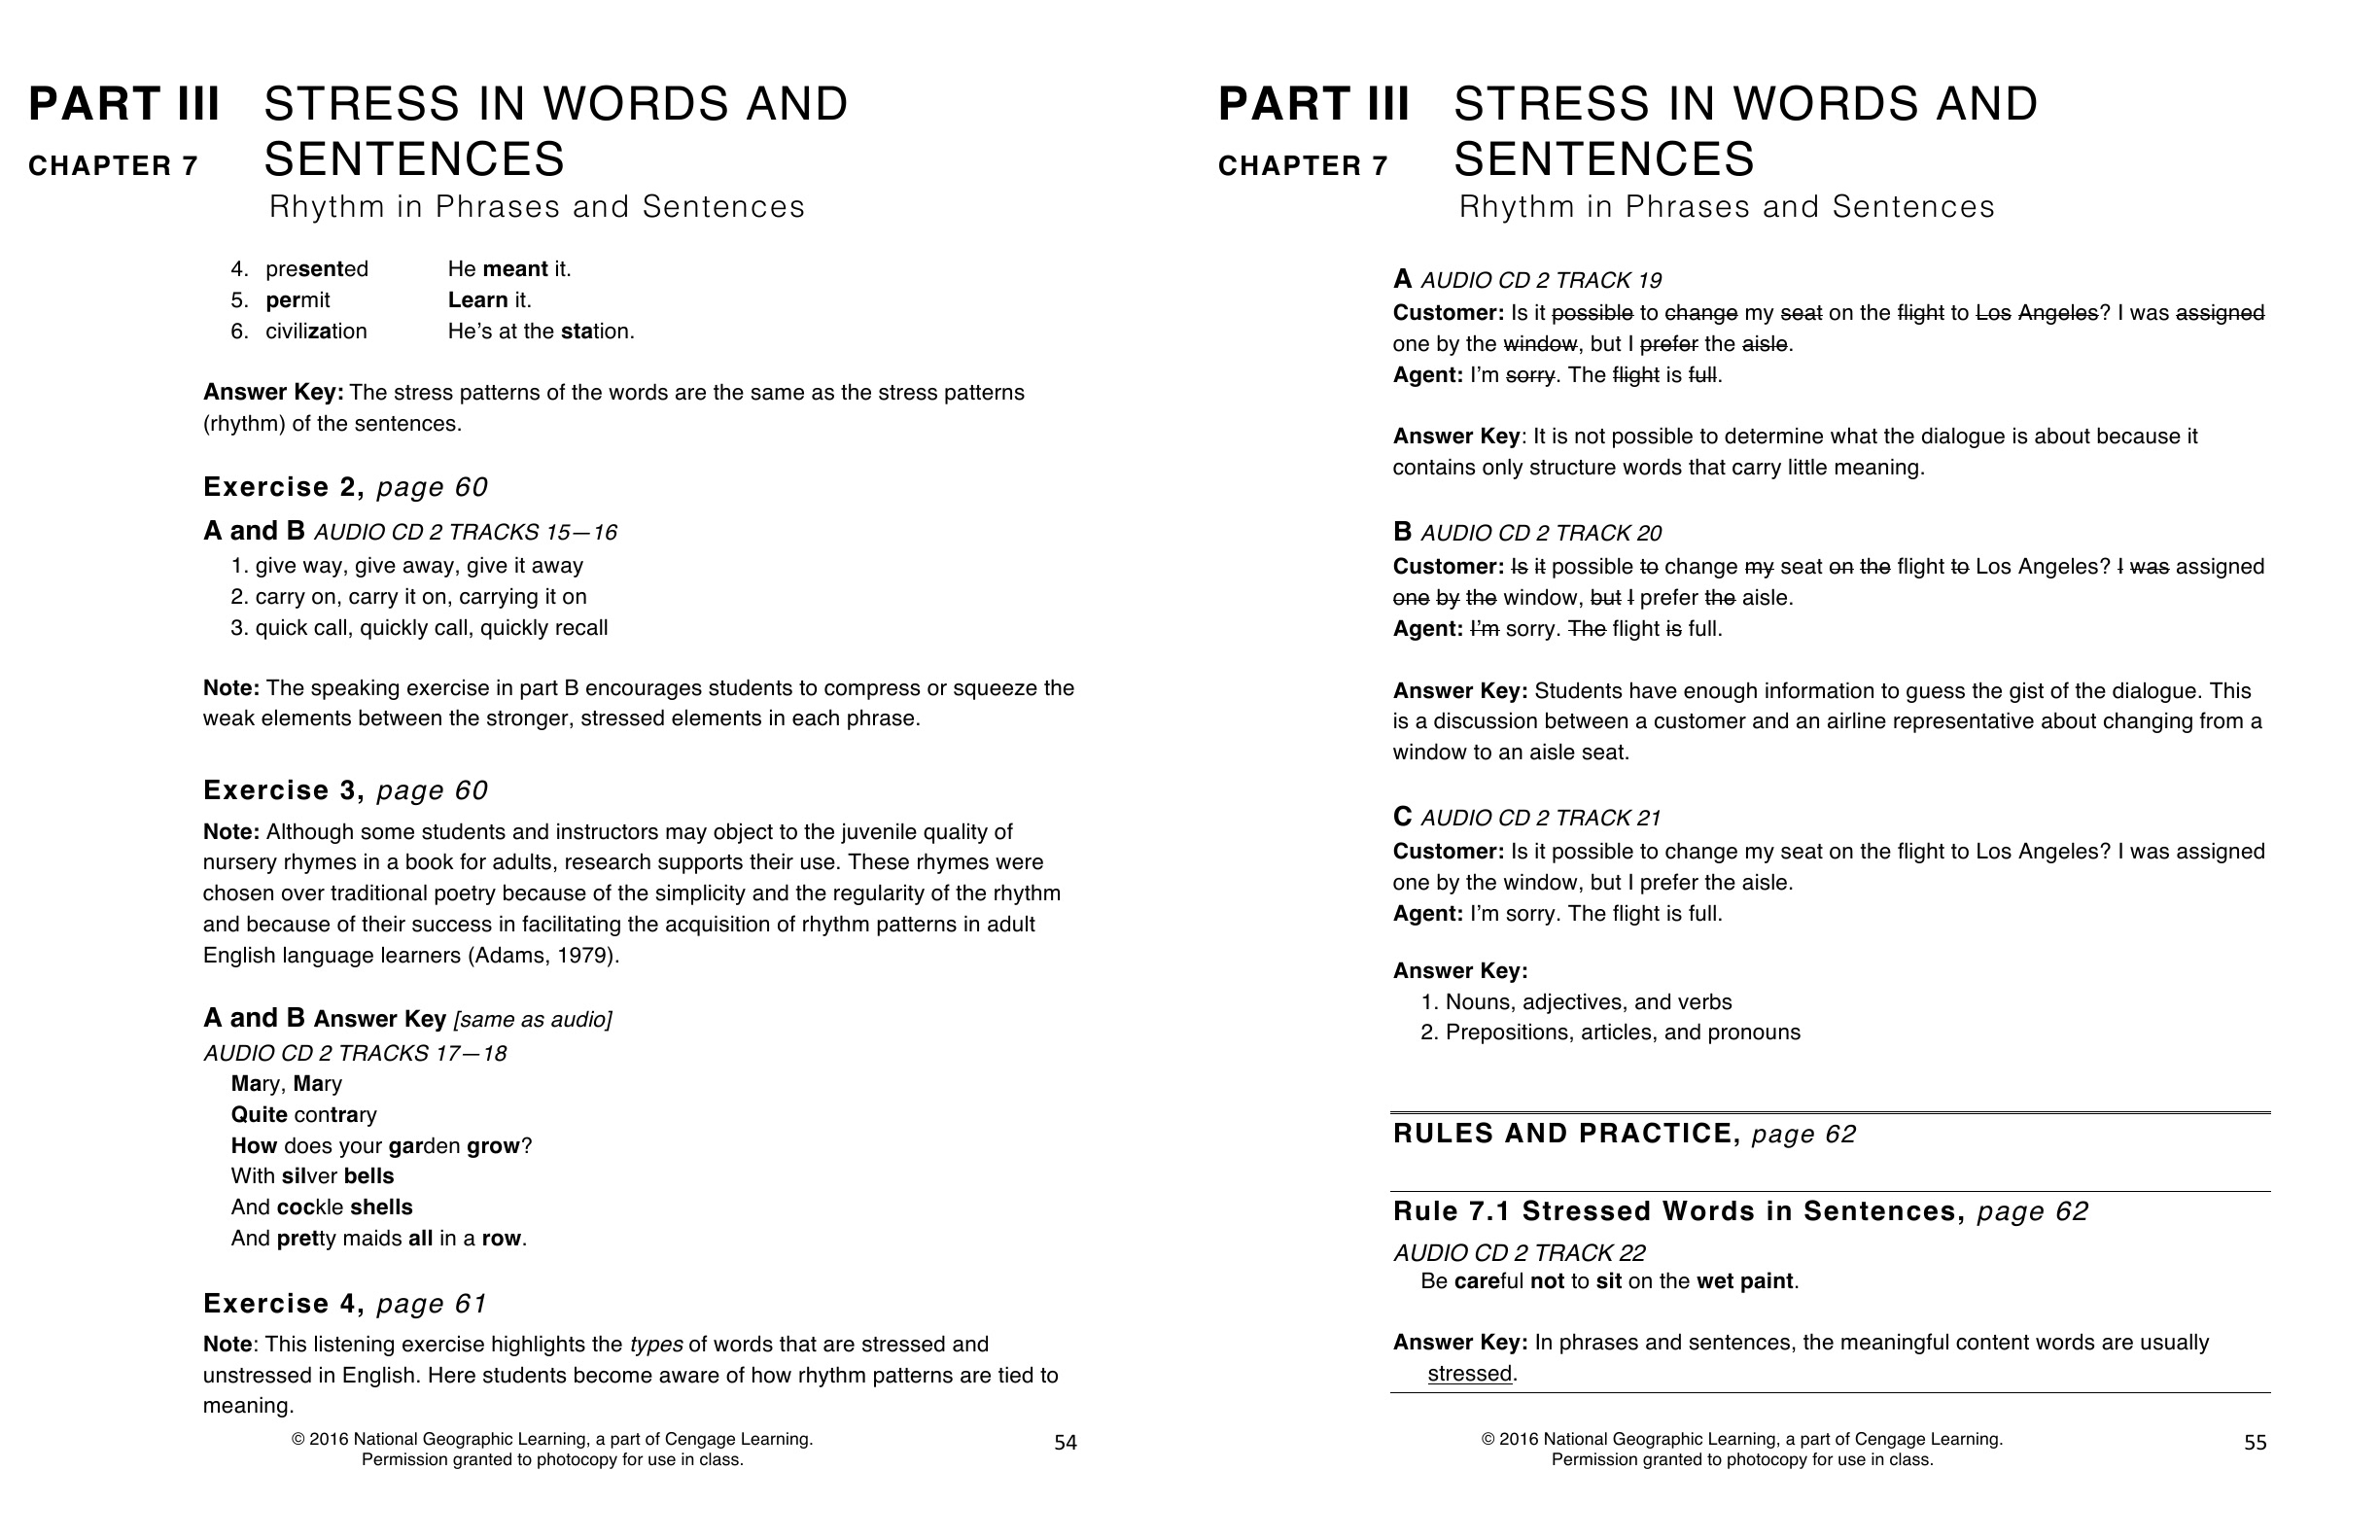 PART III STRESS IN WORDS AND
CHAPTER 7 SENTENCES
Rhythm in Phrases and Sentences
4. presented He meant it.
5. permit Learn it.
6. civilization He’s at the station.
Answer Key: The stress patterns of the words are the same as the stress patterns
(rhythm) of the sentences.
Exercise 2, page 60
A and B AUDIO CD 2 TRACKS 15—16
1. give way, give away, give it away
2. carry on, carry it on, carrying it on
3. quick call, quickly call, quickly recall
Note: The speaking exercise in part B encourages students to compress or squeeze the
weak elements between the stronger, stressed elements in each phrase.
Exercise 3, page 60
Note: Although some students and instructors may object to the juvenile quality of
nursery rhymes in a book for adults, research supports their use. These rhymes were
chosen over traditional poetry because of the simplicity and the regularity of the rhythm
and because of their success in facilitating the acquisition of rhythm patterns in adult
English language learners (Adams, 1979).
A and B Answer Key [same as audio]
AUDIO CD 2 TRACKS 17—18
Mary, Mary
Quite contrary
How does your garden grow?
With silver bells
And cockle shells
And pretty maids all in a row.
Exercise 4, page 61
Note: This listening exercise highlights the types of words that are stressed and
unstressed in English. Here students become aware of how rhythm patterns are tied to
meaning.
© 2016 National Geographic Learning, a part of Cengage Learning.
Permission granted to photocopy for use in class.
54
PART III STRESS IN WORDS AND
CHAPTER 7 SENTENCES
Rhythm in Phrases and Sentences
A AUDIO CD 2 TRACK 19
Customer: Is it possible to change my seat on the flight to Los Angeles? I was assigned
one by the window, but I prefer the aisle.
Agent: I’m sorry. The flight is full.
Answer Key: It is not possible to determine what the dialogue is about because it
contains only structure words that carry little meaning.
B AUDIO CD 2 TRACK 20
Customer: Is it possible to change my seat on the flight to Los Angeles? I was assigned
one by the window, but I prefer the aisle.
Agent: I’m sorry. The flight is full.
Answer Key: Students have enough information to guess the gist of the dialogue. This
is a discussion between a customer and an airline representative about changing from a
window to an aisle seat.
C AUDIO CD 2 TRACK 21
Customer: Is it possible to change my seat on the flight to Los Angeles? I was assigned
one by the window, but I prefer the aisle.
Agent: I’m sorry. The flight is full.
Answer Key:
1. Nouns, adjectives, and verbs
2. Prepositions, articles, and pronouns
RULES AND PRACTICE, page 62
Rule 7.1 Stressed Words in Sentences, page 62
AUDIO CD 2 TRACK 22
Be careful not to sit on the wet paint.
Answer Key: In phrases and sentences, the meaningful content words are usually
stressed.
© 2016 National Geographic Learning, a part of Cengage Learning.
Permission granted to photocopy for use in class.
55